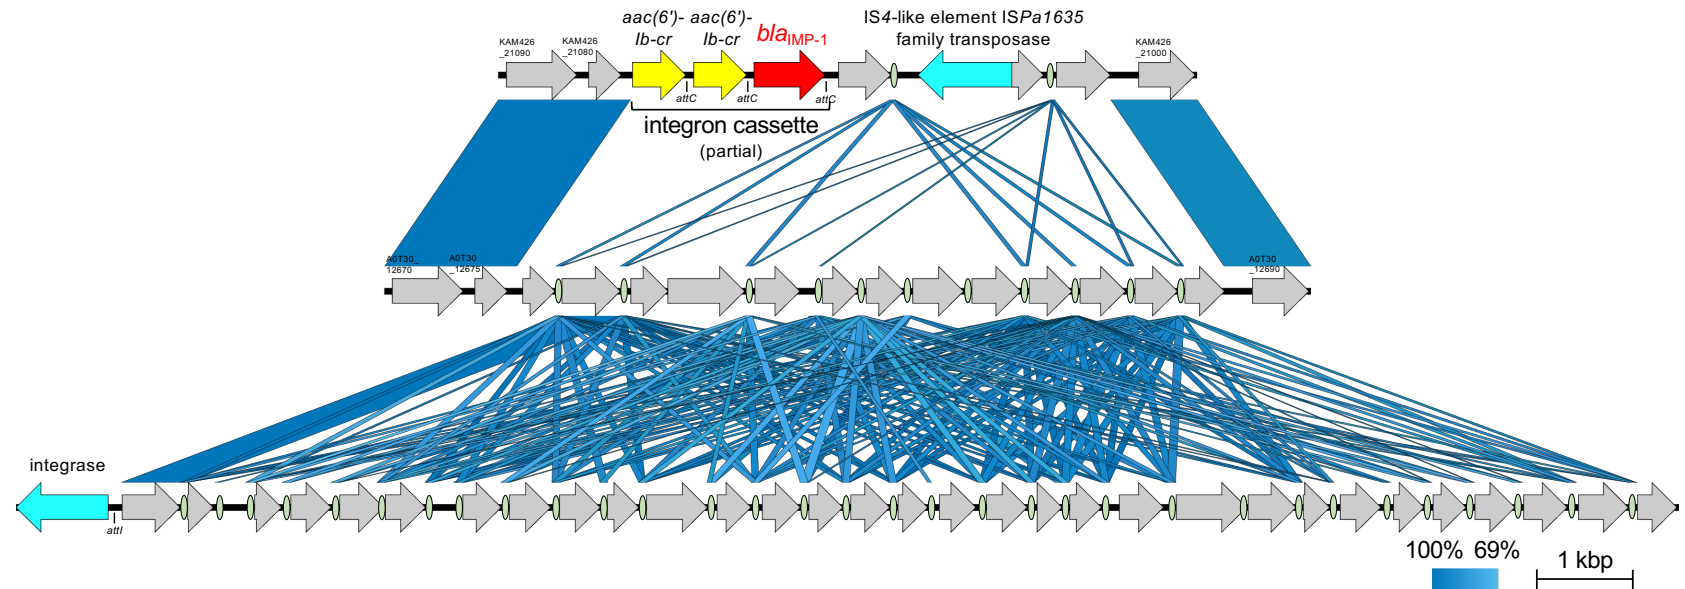 aac(6')- aac(6')- IS4-like element ISPa1635
Ib-cr Ib-cr blaIMP-1 family transposase
KAM426 KAM426 KAM426
_21090 _21080 _21000
attC attC attC
integron cassette
(partial)
A0T30_ A0T30 A0T30
12670 _12675 _12690
integrase
attI
100% 69% 1 kbp